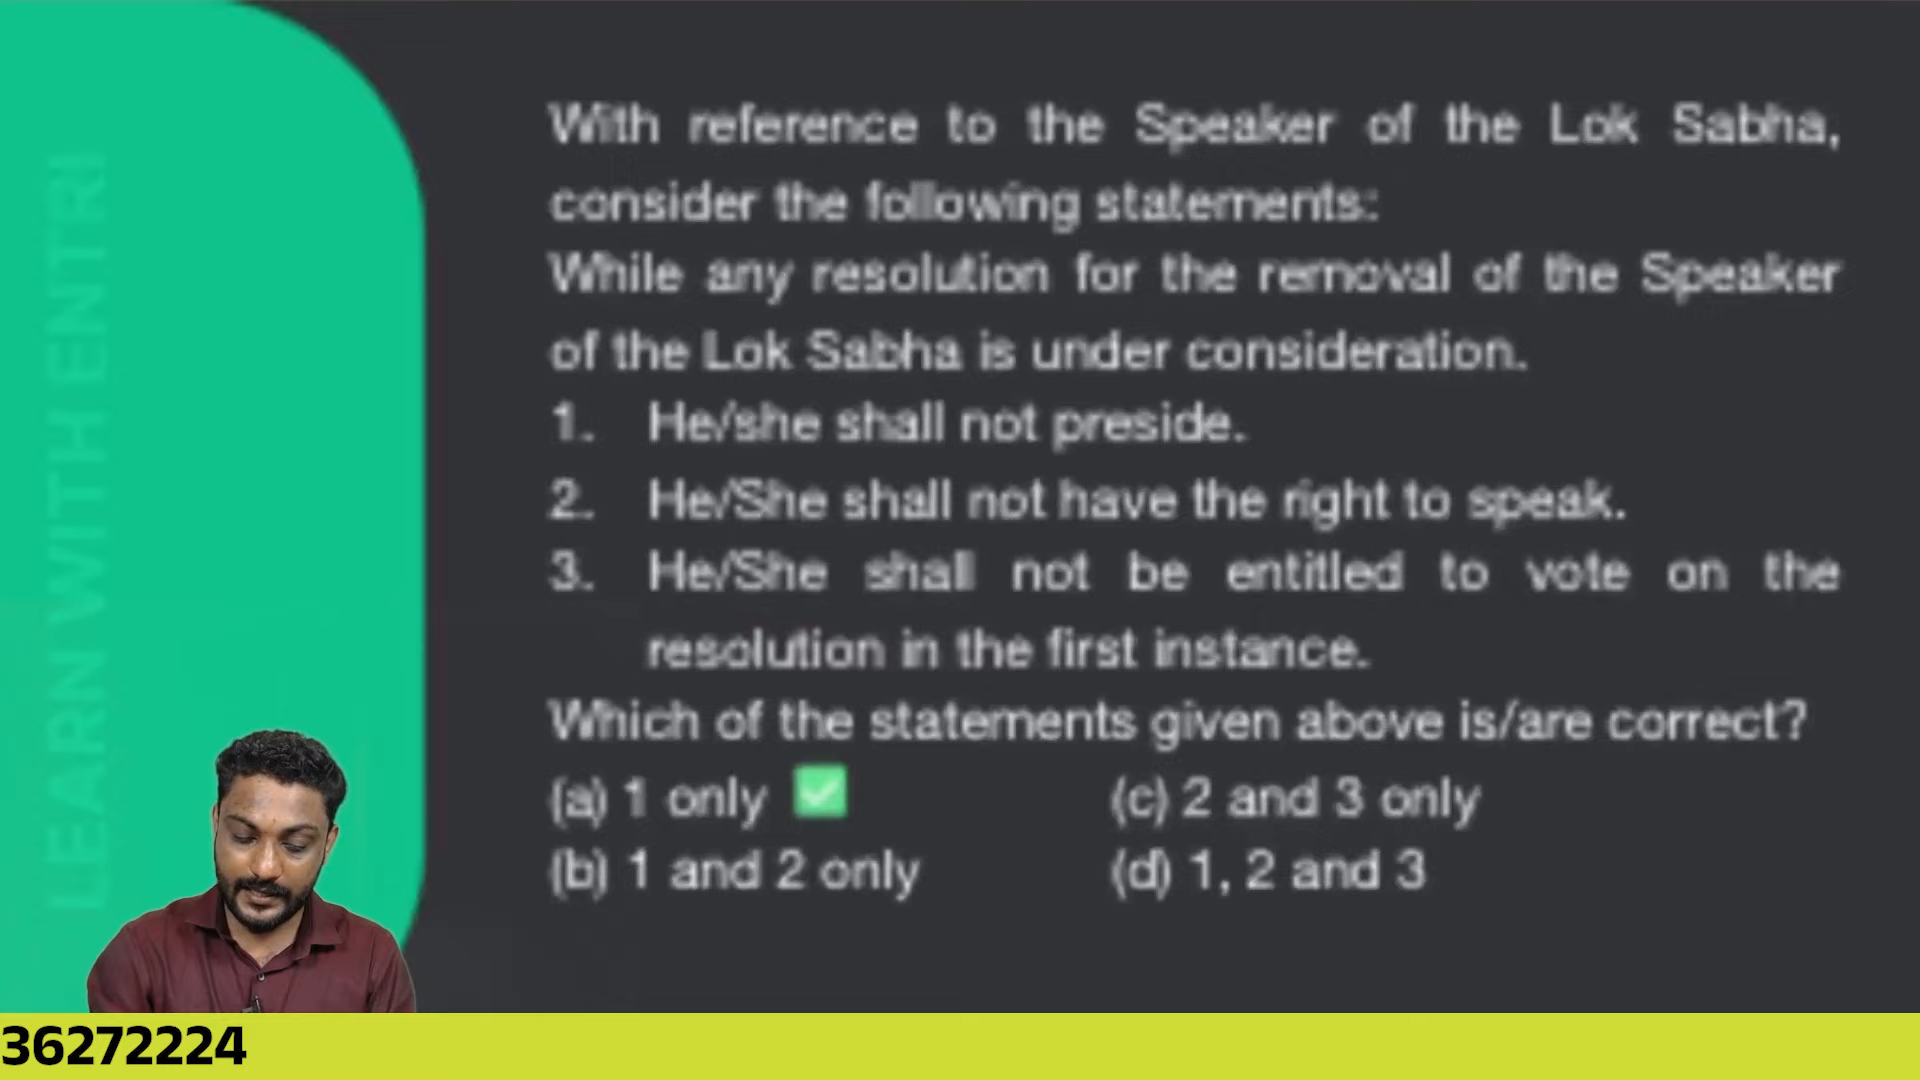 LEARN WITH ENTRI
With reference to the Speaker of the Lok Sabha,
consider the following statements:
While any resolution for the removal of the Speaker
of the Lok Sabha is under consideration.
1. He/she shall not preside.
2. He/She shall not have the right to speak.
3. He/She shall not be entitled to vote on the
resolution in the first instance.
Which of the statements given above is/are correct?
(a) 1 only ✅ (c) 2 and 3 only
(b) 1 and 2 only (d) 1, 2 and 3
36272224